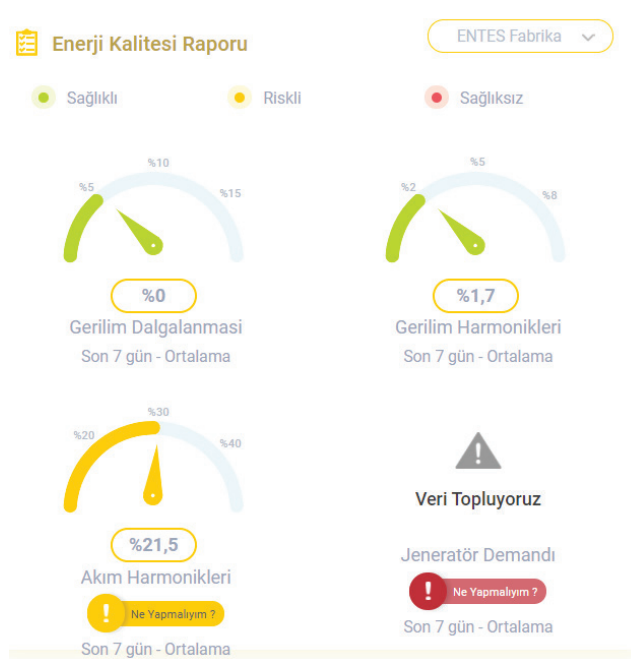 Enerji Kalitesi Raporu
ENTES Fabrika
Sağlıklı
Riskli
Sağlıksız
%5
%10
%15
%0
Gerilim Dalgalanmasi
Son 7 gün - Ortalama
%2
%5
%8
%1,7
Gerilim Harmonikleri
Son 7 gün - Ortalama
%20
%30
%40
%21,5
Akım Harmonikleri
! Ne Yapmalıyım ?
Son 7 gün - Ortalama
!
Veri Topluyoruz
Jeneratör Demandı
! Ne Yapmalıyım ?
Son 7 gün - Ortalama